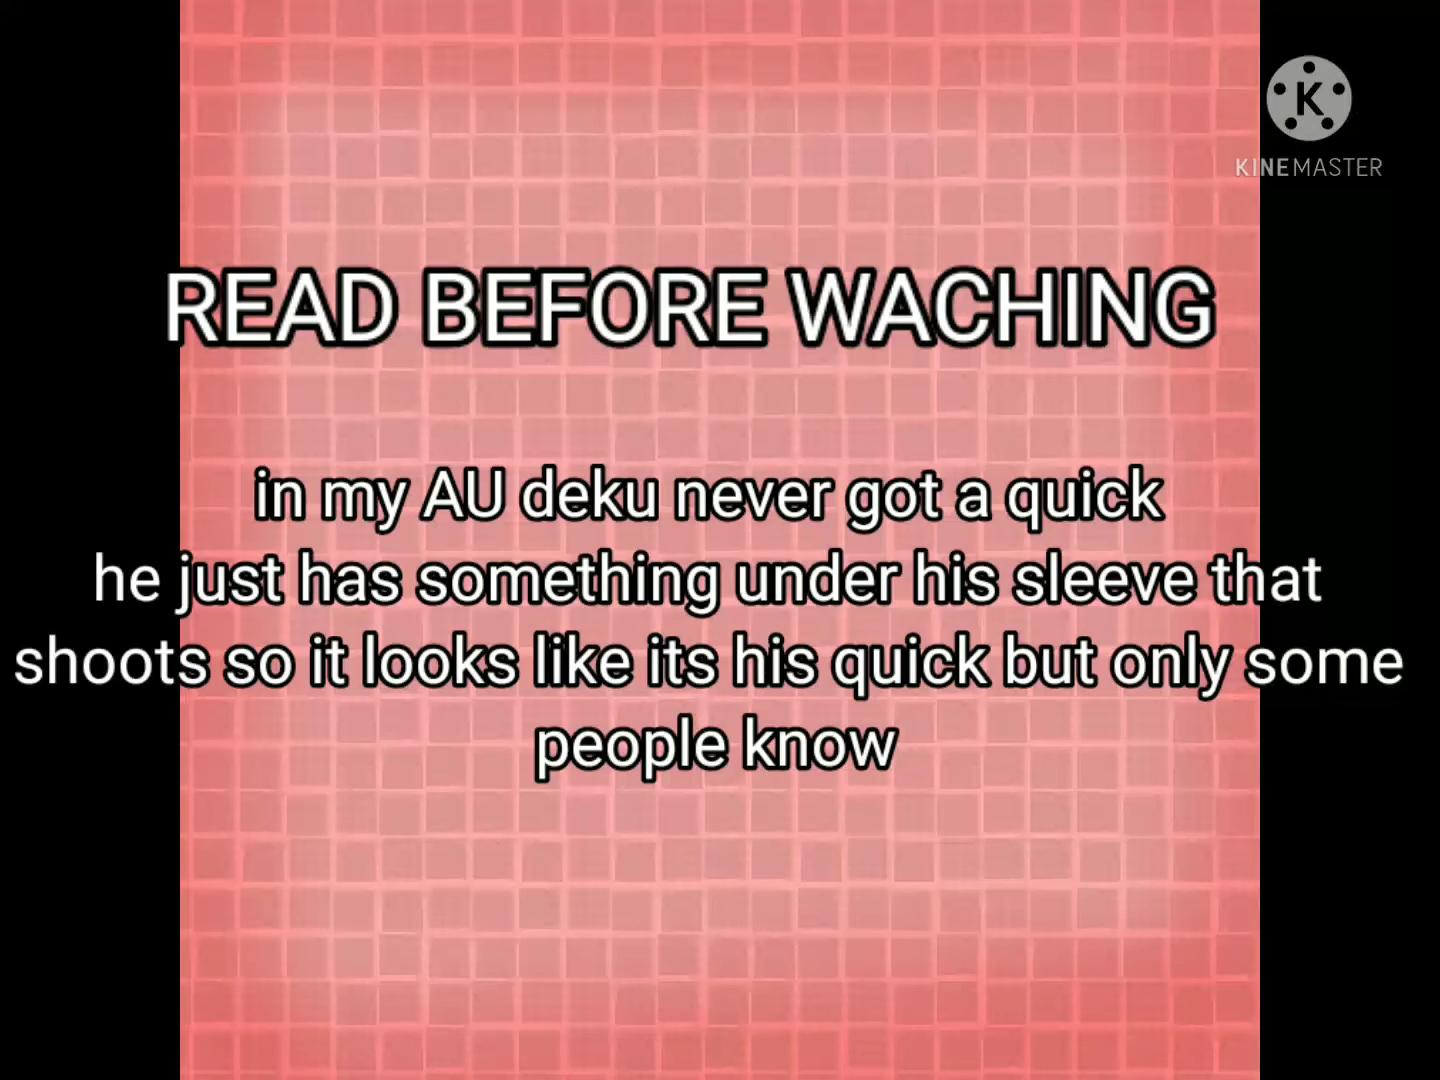 K
KINEMASTER
READ BEFORE WACHING
in my AU deku never got a quick
he just has something under his sleeve that
shoots so it looks like its his quick but only some
people know